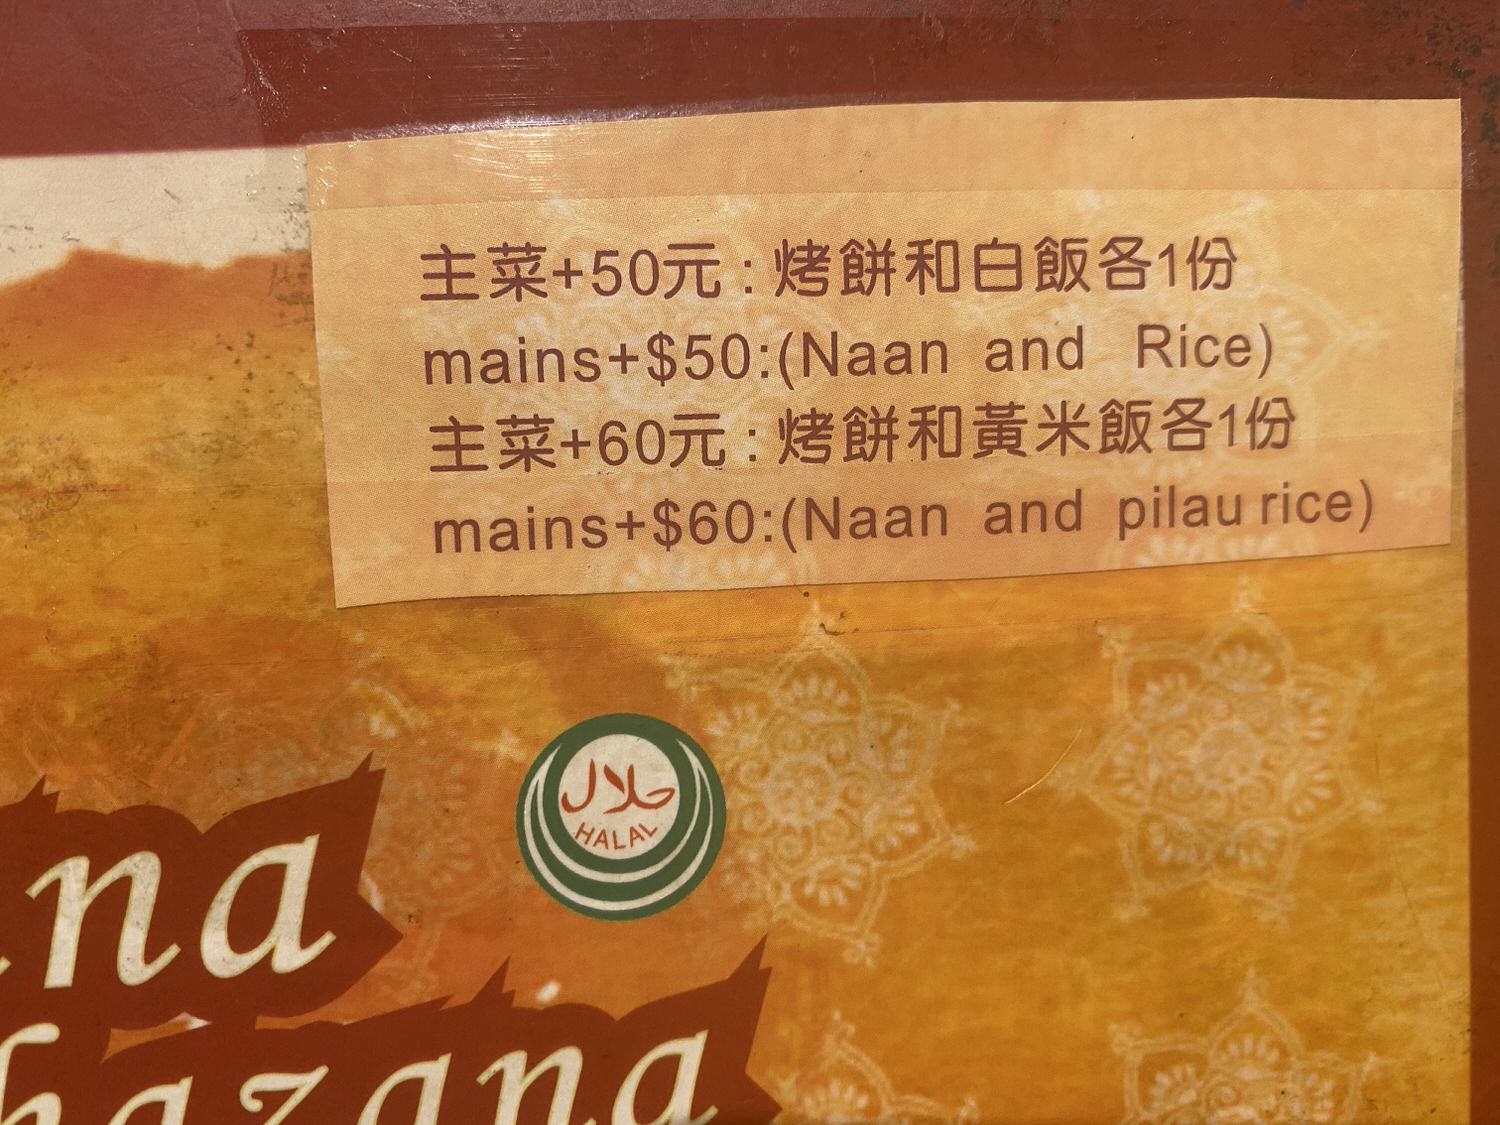 主菜+50元:烤餅和白飯各1份
mains+$50:(Naan and Rice)
主菜+60元:烤餅和黃米飯各1份
mains+$60:(Naan and pilau rice)
حلال
HALAL
na
hazana